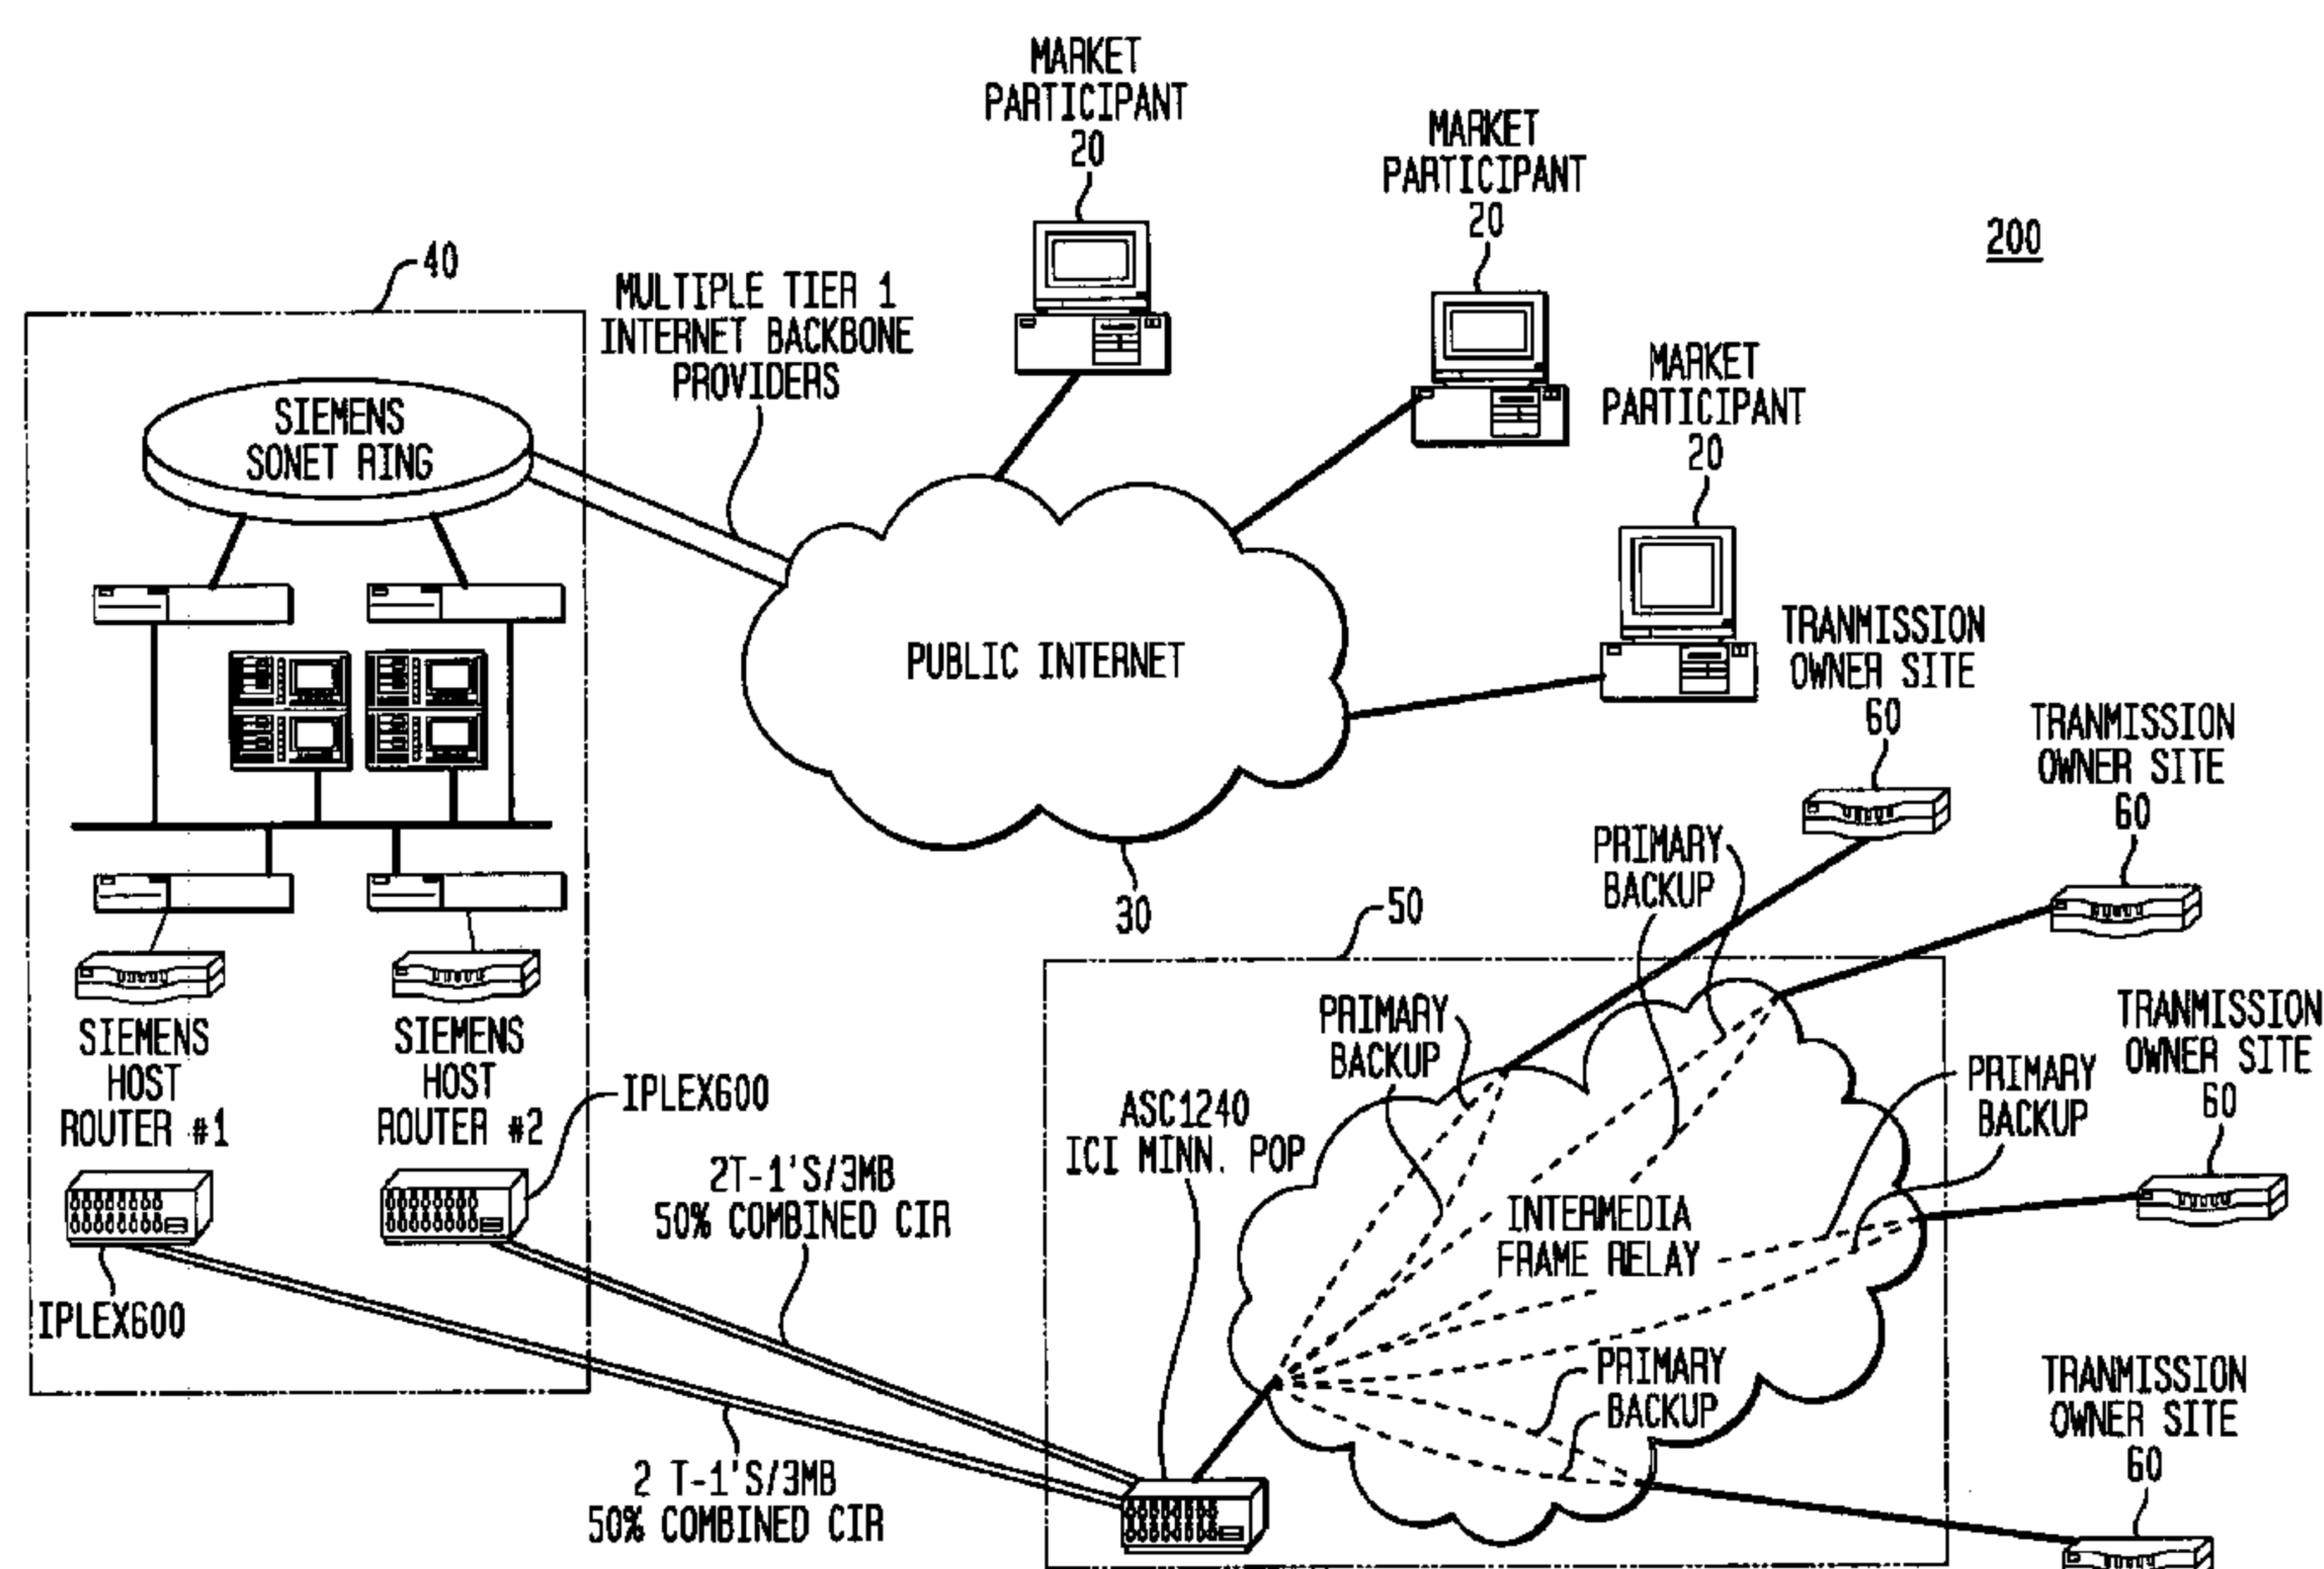 MARKET
PARTICIPANT
20
MARKET
PARTICIPANT
20
200
40
MULTIPLE TIER 1
INTERNET BACKBONE
PROVIDERS
MARKET
PARTICIPANT
20
SIEMENS
SONET RING
PUBLIC INTERNET
TRANMISSION
OWNER SITE
60
TRANMISSION
OWNER SITE
60
PRIMARY
BACKUP
30
50
PRIMARY
BACKUP
SIEMENS
HOST
ROUTER #1
SIEMENS
HOST
ROUTER #2
IPLEX600
TRANMISSION
OWNER SITE
60
PRIMARY
BACKUP
ASC1240
ICI MINN. POP
2T-1'S/3MB
50% COMBINED CIR
INTERMEDIA
FRAME RELAY
IPLEX600
PRIMARY
BACKUP
TRANMISSION
OWNER SITE
60
2 T-1'S/3MB
50% COMBINED CIR